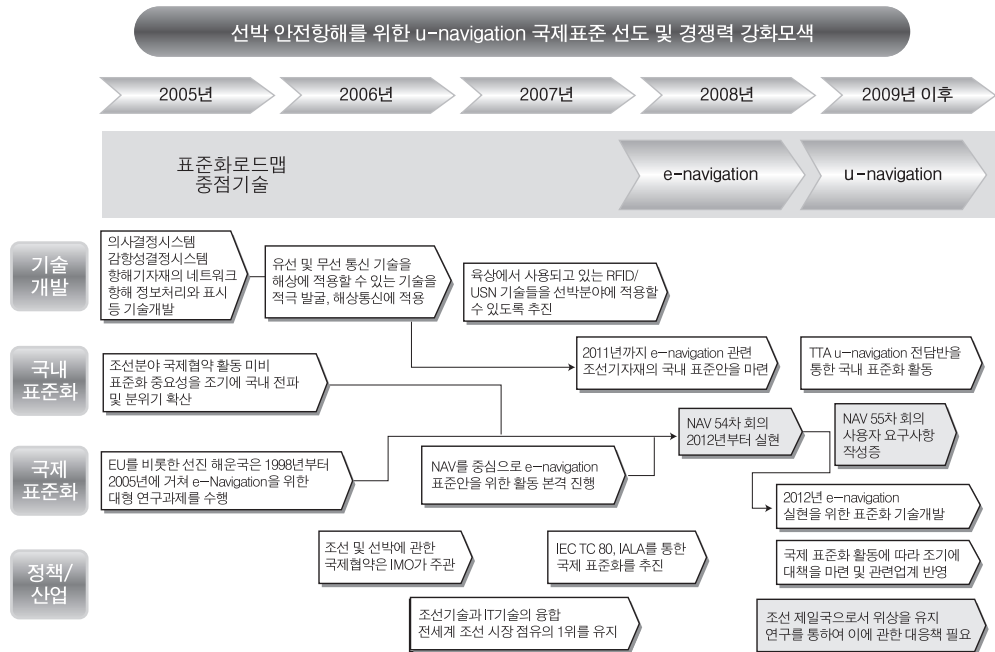 선박 안전항해를 위한 u-navigation 국제표준 선도 및 경쟁력 강화모색
2005년
2006년
2007년
2008년
2009년 이후
표준화로드맵
중점기술
e-navigation
u-navigation
기술
개발
의사결정시스템
감항성결정시스템
항해기자재의 네트워크
항해 정보처리와 표시
등 기술개발
유선 및 무선 통신 기술을
해상에 적용할 수 있는 기술을
적극 발굴, 해상통신에 적용
육상에서 사용되고 있는 RFID/
USN 기술들을 선박분야에 적용할
수 있도록 추진
국내
표준화
조선분야 국제협약 활동 미비
표준화 중요성을 조기에 국내 전파
및 분위기 확산
2011년까지 e-navigation 관련
조선기자재의 국내 표준안을 마련
TTA u-navigation 전담반을
통한 국내 표준화 활동
NAV 54차 회의
2012년부터 실현
NAV 55차 회의
사용자 요구사항
작성증
국제
표준화
EU를 비롯한 선진 해운국은 1998년부터
2005년에 거쳐 e-Navigation을 위한
대형 연구과제를 수행
NAV를 중심으로 e-navigation
표준안을 위한 활동 본격 진행
2012년 e-navigation
실현을 위한 표준화 기술개발
정책/
산업
조선 및 선박에 관한
국제협약은 IMO가 주관
IEC TC 80, IALA를 통한
국제 표준화를 추진
국제 표준화 활동에 따라 조기에
대책을 마련 및 관련업계 반영
조선기술과 IT기술의 융합
전세계 조선 시장 점유의 1위를 유지
조선 제일국으로서 위상을 유지
연구를 통하여 이에 관한 대응책 필요